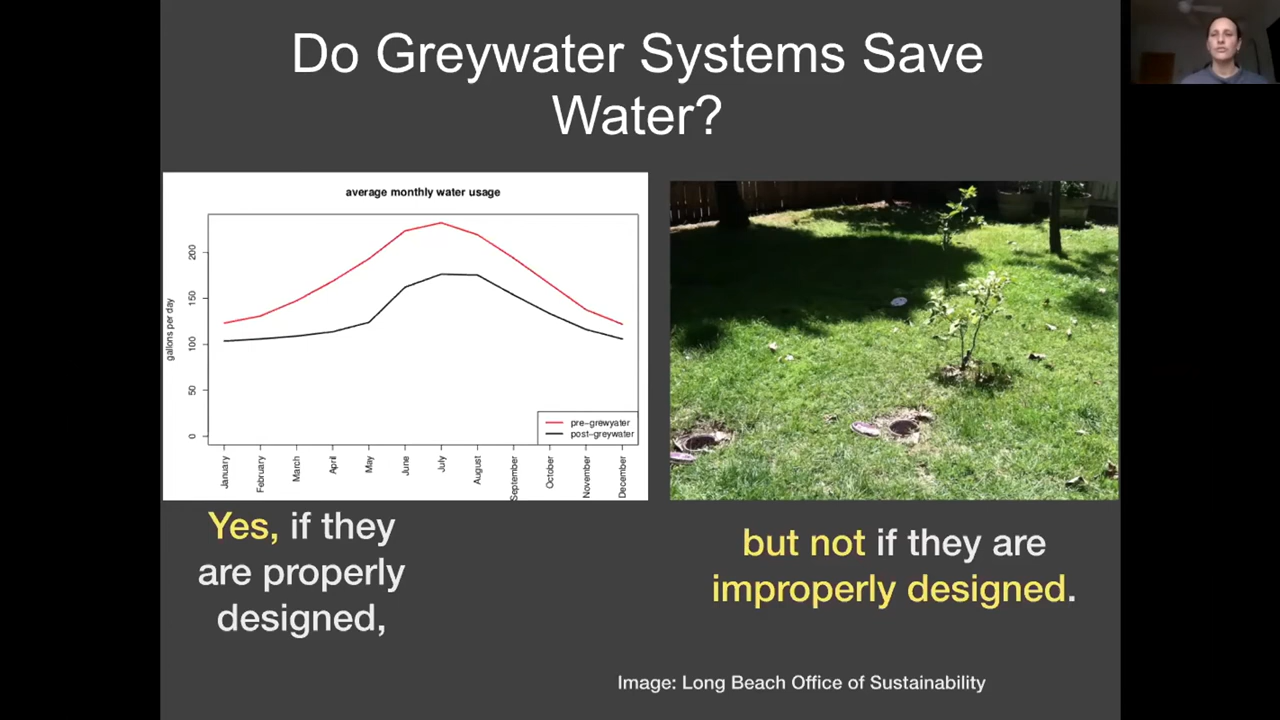 Do Greywater Systems Save
Water?
average monthly water usage
gallons per day
200
150
100
50
0
January
February
March
April
May
June
July
August
September
October
November
December
pre-grewyater
post-greywater
Yes, if they
are properly
designed,
but not if they are
improperly designed.
Image: Long Beach Office of Sustainability